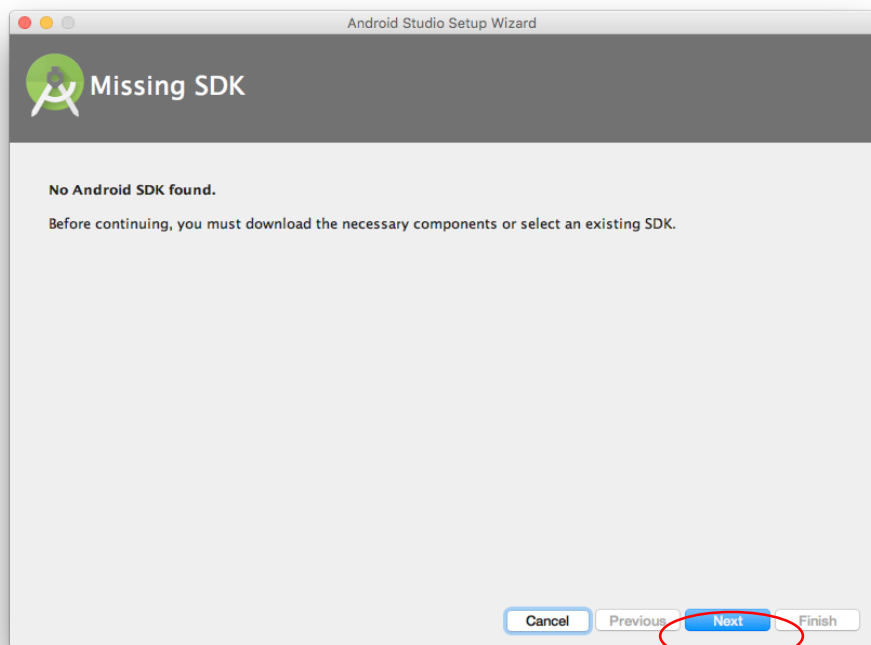 Android Studio Setup Wizard
Missing SDK
No Android SDK found.
Before continuing, you must download the necessary components or select an existing SDK.
Cancel Previous Next Finish